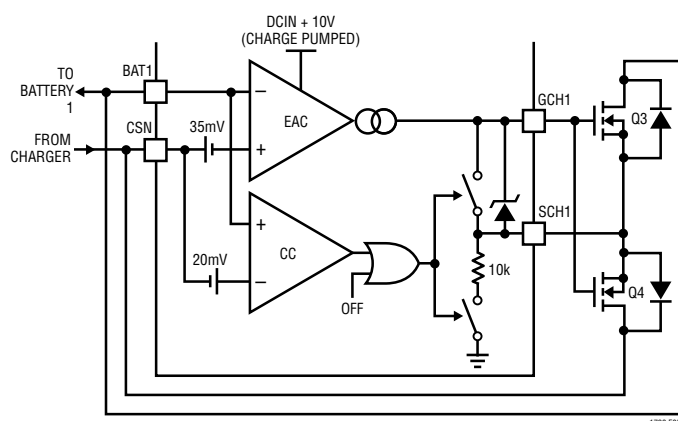 DCIN + 10V
(CHARGE PUMPED)
TO
BATTERY
1
BAT1
–
EAC
+
GCH1
Q3
FROM
CHARGER
CSN
35mV
SCH1
+
CC
–
20mV
OFF
10k
Q4